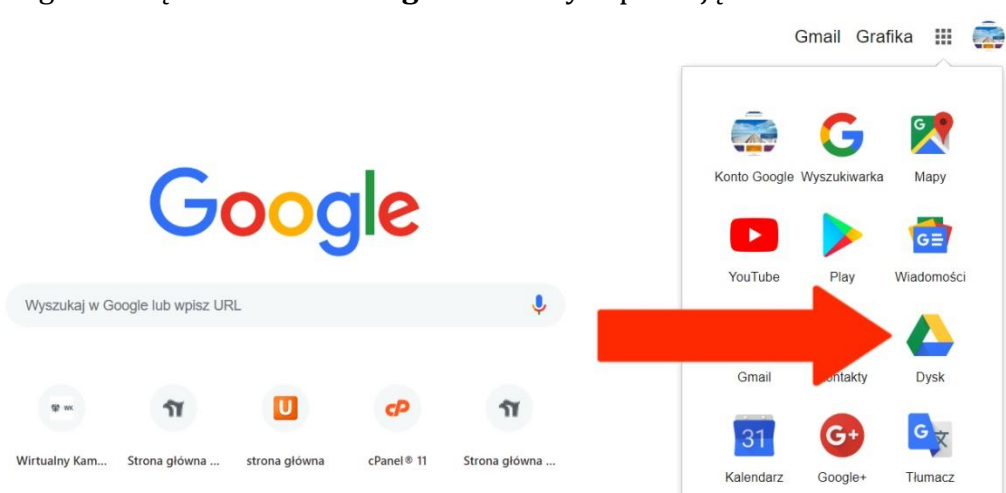 Gmail Grafika
Google
Wyszukaj w Google lub wpisz URL
Wirtualny Kam... Strona główna ... strona główna cPanel® 11 Strona główna ...
Konto Google Wyszukiwarka Mapy
YouTube Play Wiadomości
Gmail Dysk
31
Kalendarz Google+ Tłumacz